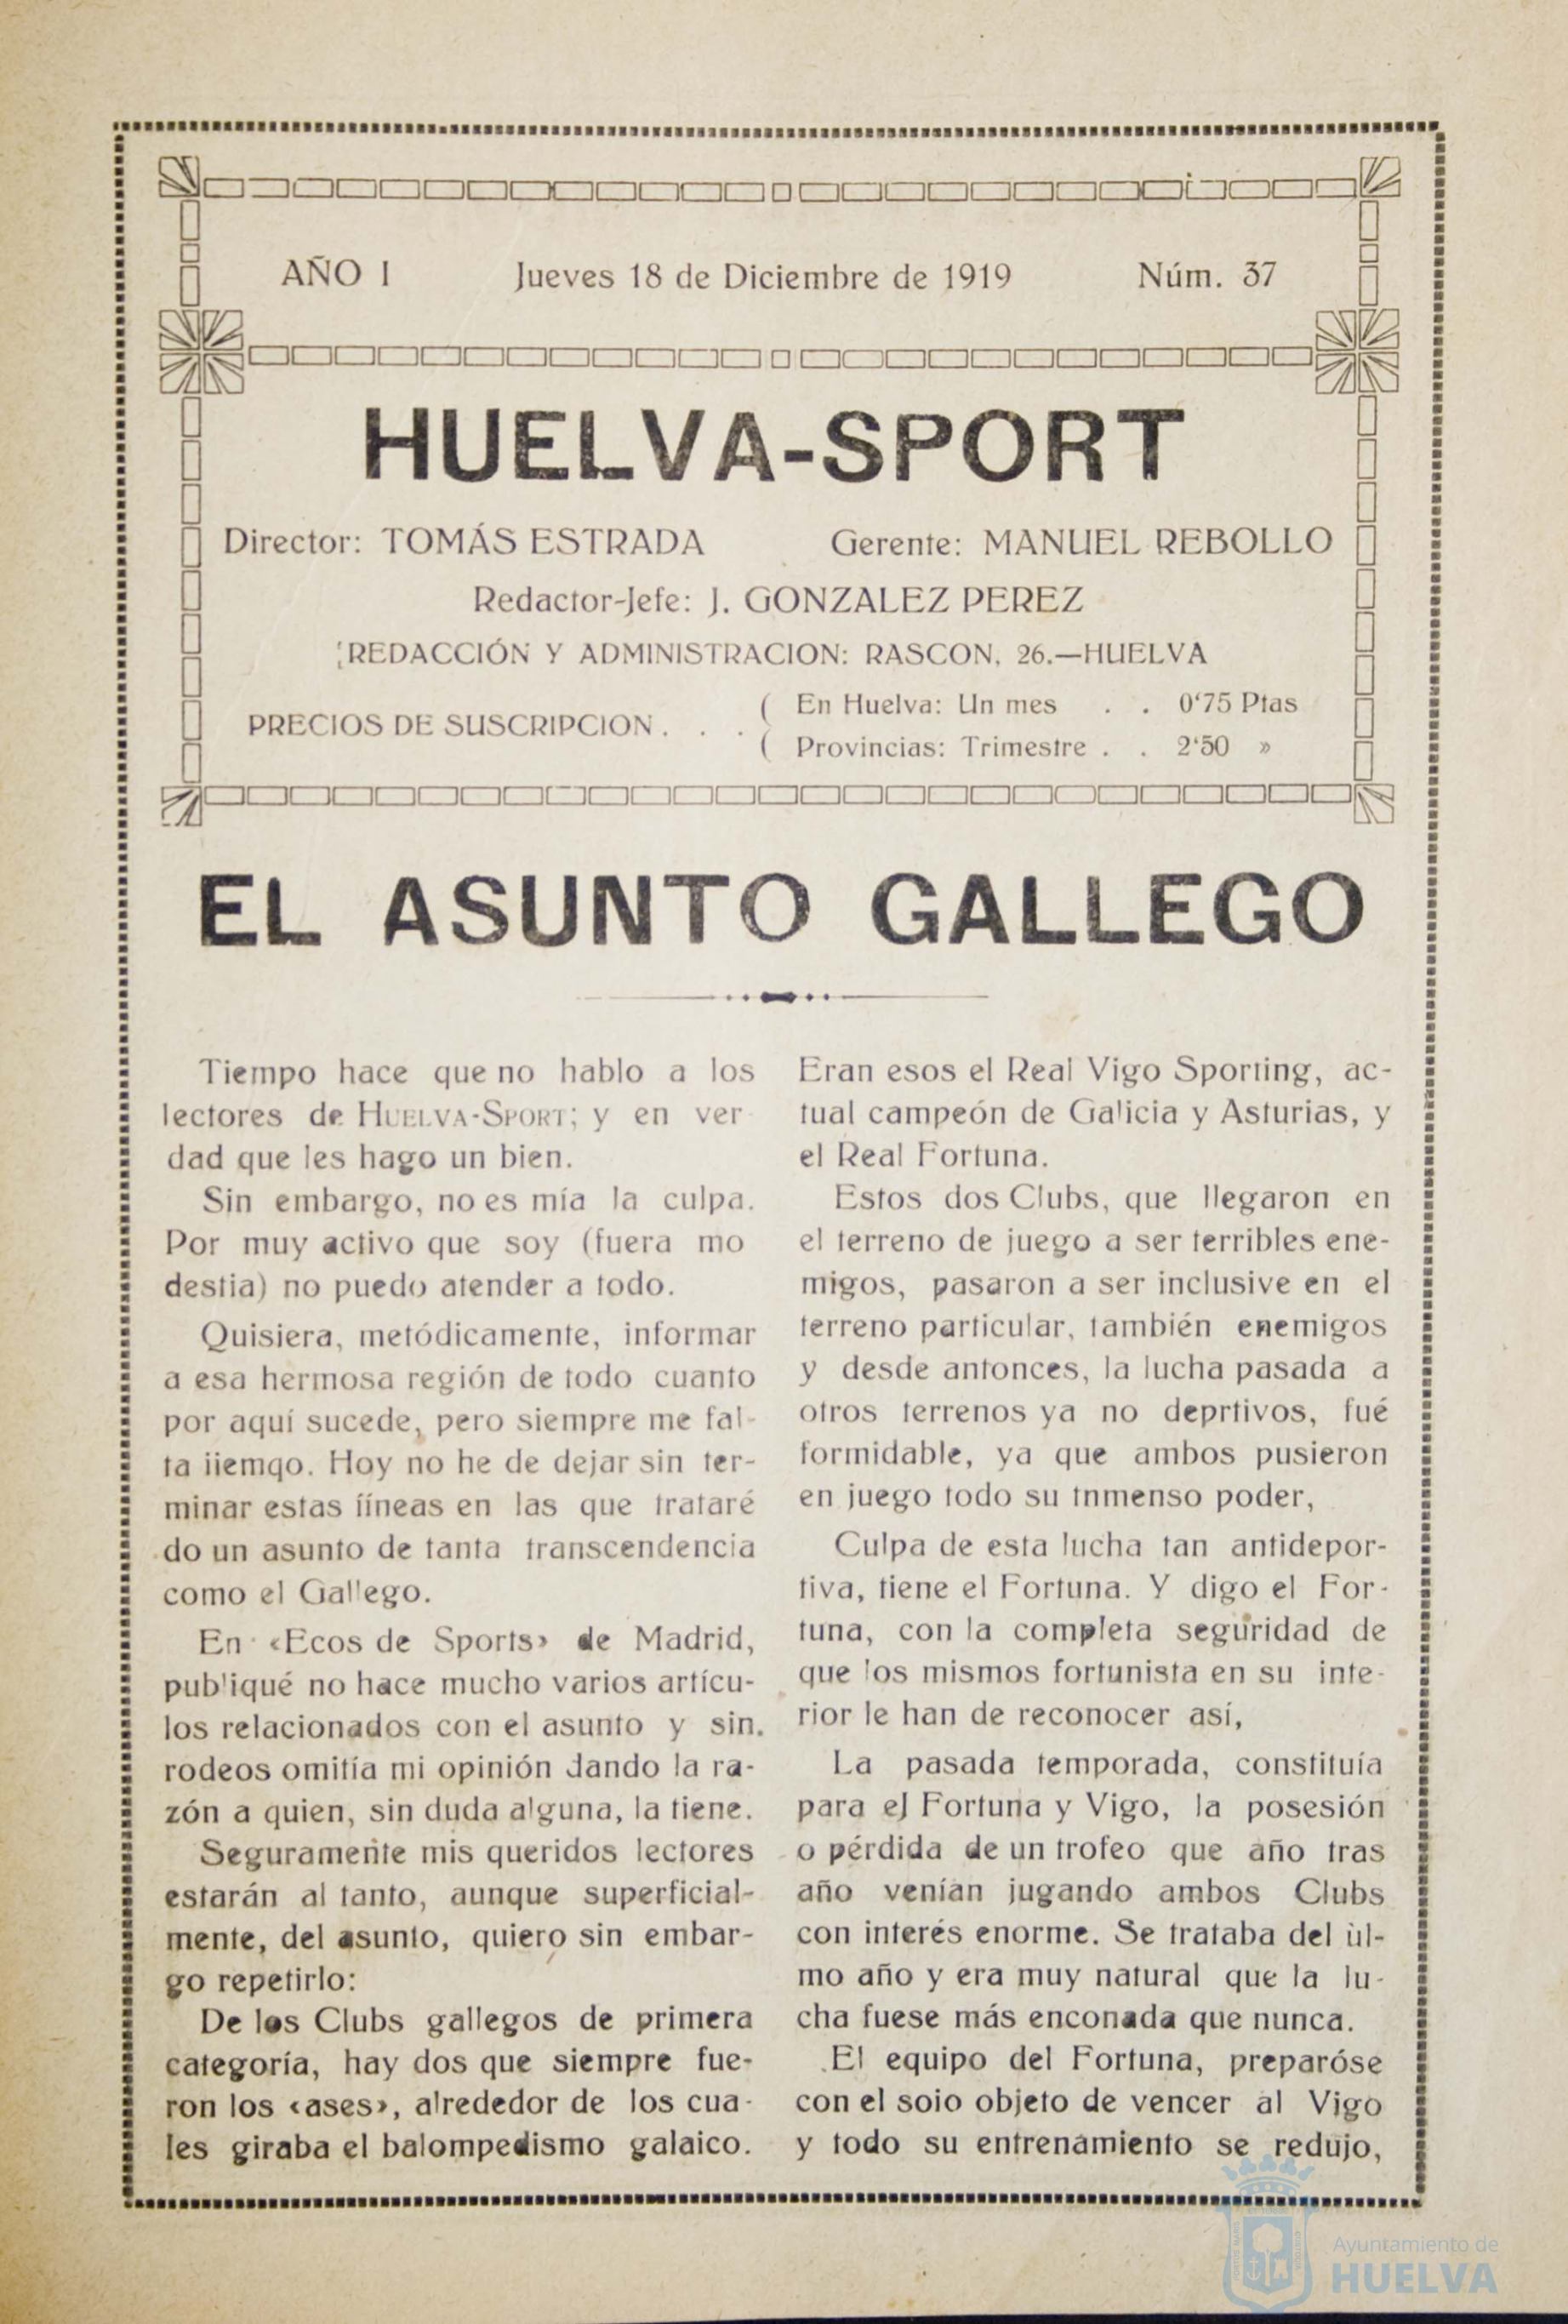 AÑO I Jueves 18 de Diciembre de 1919 Núm. 37
HUELVA-SPORT
Director: TOMÁS ESTRADA Gerente: MANUEL REBOLLO
Redactor-Jefe: J. GONZALEZ PEREZ
REDACCIÓN Y ADMINISTRACION: RASCON, 26.—HUELVA
PRECIOS DE SUSCRIPCION. . .
( En Huelva: Un mes . . 0'75 Ptas
( Provincias: Trimestre . . 2'50 »
EL ASUNTO GALLEGO
Tiempo hace que no hablo a los
lectores de HUELVA-SPORT; y en ver
dad que les hago un bien.
Sin embargo, no es mía la culpa.
Por muy activo que soy (fuera mo
destia) no puedo atender a todo.
Quisiera, metódicamente, informar
a esa hermosa región de todo cuanto
por aquí sucede, pero siempre me fal-
ta iiemqo. Hoy no he de dejar sin ter-
minar estas iíneas en las que trataré
do un asunto de tanta transcendencia
como el Gallego.
En «Ecos de Sports» de Madrid,
publiqué no hace mucho varios artícu-
los relacionados con el asunto y sin.
rodeos omitía mi opinión dando la ra-
zón a quien, sin duda alguna, la tiene.
Seguramente mis queridos lectores
estarán al tanto, aunque superficial-
mente, del asunto, quiero sin embar-
go repetirlo:
De los Clubs gallegos de primera
categoría, hay dos que siempre fue-
ron los «ases», alrededor de los cua-
les giraba el balompedismo galaico.
Eran esos el Real Vigo Sporting, ac-
tual campeón de Galicia y Asturias, y
el Real Fortuna.
Estos dos Clubs, que llegaron en
el terreno de juego a ser terribles ene-
migos, pasaron a ser inclusive en el
terreno particular, también enemigos
y desde antonces, la lucha pasada a
otros terrenos ya no deprtivos, fué
formidable, ya que ambos pusieron
en juego todo su tnmenso poder,
Culpa de esta lucha tan antidepor-
tiva, tiene el Fortuna. Y digo el For-
tuna, con la completa seguridad de
que los mismos fortunista en su inte-
rior le han de reconocer así,
La pasada temporada, constituía
para el Fortuna y Vigo, la posesión
o pérdida de un trofeo que año tras
año venían jugando ambos Clubs
con interés enorme. Se trataba del úl-
mo año y era muy natural que la lu-
cha fuese más enconada que nunca.
El equipo del Fortuna, preparóse
con el soio objeto de vencer al Vigo
y todo su entrenamiento se redujo,
Ayuntamiento de
HUELVA